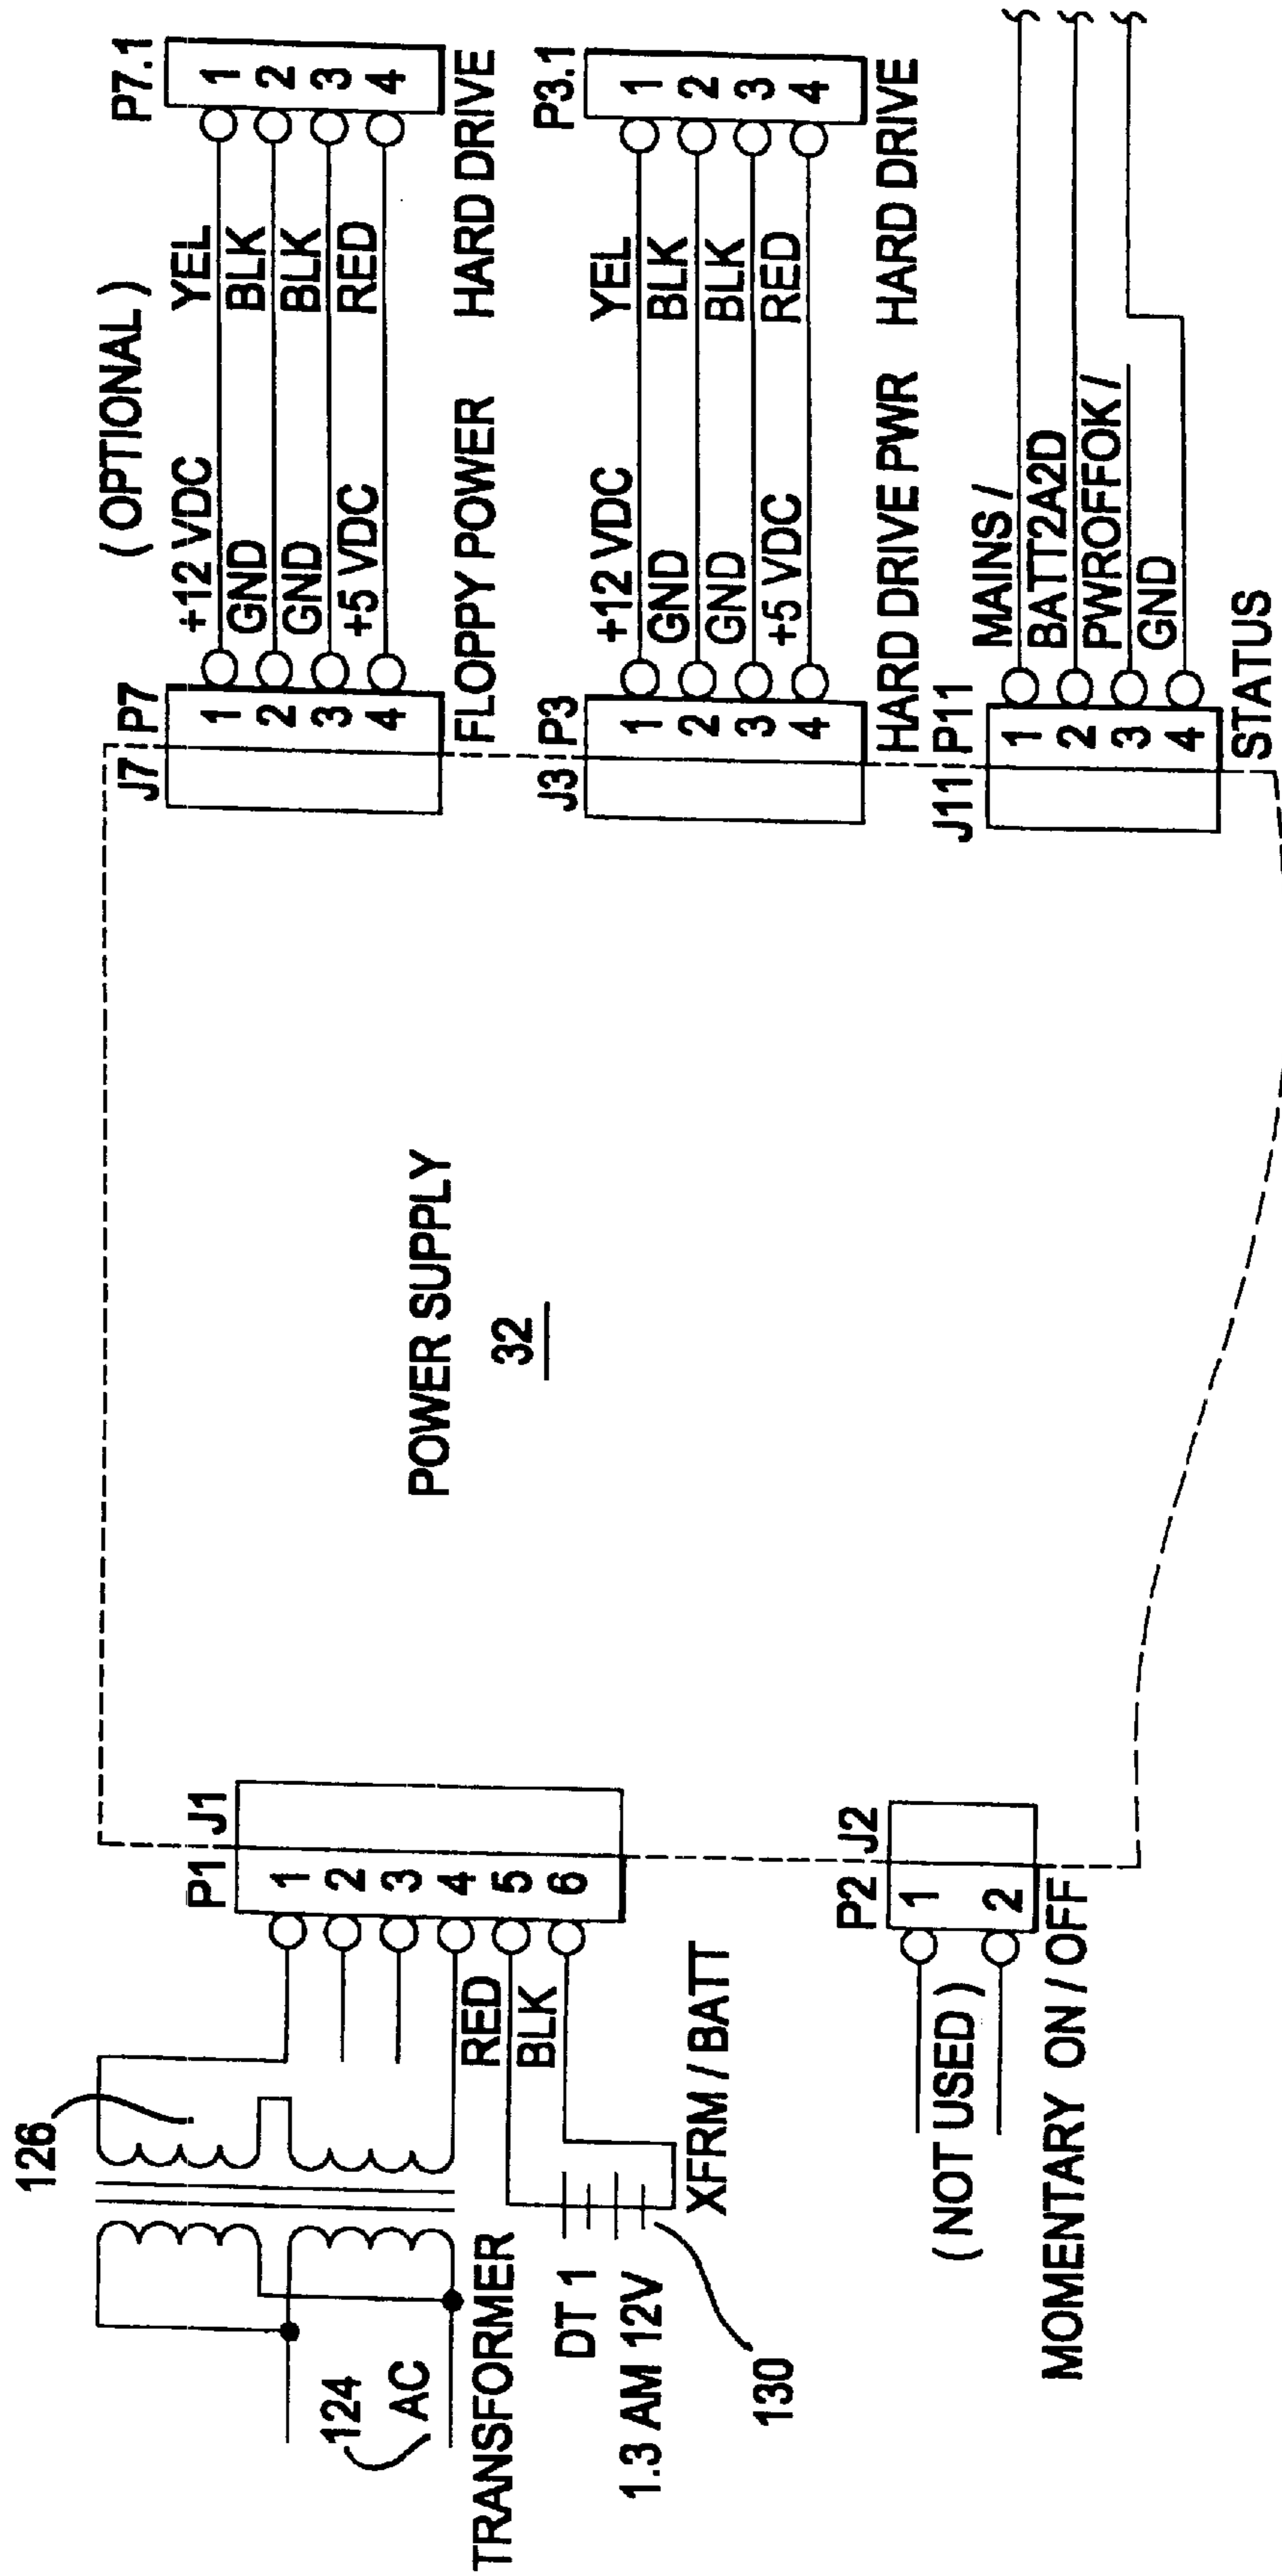 126
124
AC
TRANSFORMER
P1 J1
1
2
3
4
5
6
RED
BLK
DT 1
1.3 AM 12V
130
XFRM / BATT
P2 J2
1
2
( NOT USED )
MOMENTARY ON / OFF
POWER SUPPLY
32
( OPTIONAL )
J7 P7
P7.1
1 +12 VDC YEL 1
2 GND BLK 2
3 GND BLK 3
4 +5 VDC RED 4
FLOPPY POWER HARD DRIVE
J3 P3
P3.1
1 +12 VDC YEL 1
2 GND BLK 2
3 GND BLK 3
4 +5 VDC RED 4
HARD DRIVE PWR HARD DRIVE
J11 P11
1 MAINS /
2 BATT2A2D
3 PWROFFOK /
4 GND
STATUS